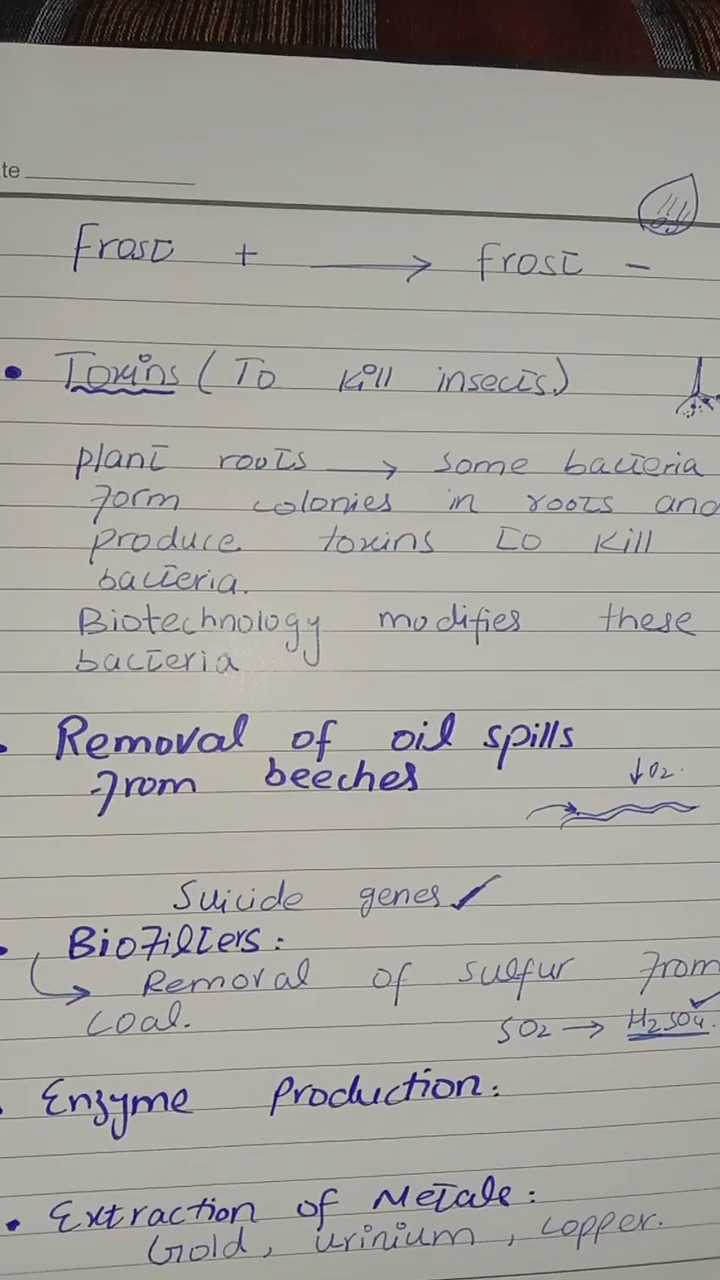 te
Frost + → frost -
• Toxins (To kill insects)
plant roots → some bacteria
form colonies in roots and
produce toxins to kill
bacteria.
Biotechnology modifies these
bacteria
• Removal of oil spills
from beeches
↓O2.
Suicide genes ✓
• Biofilters:
→ Removal of sulfur from
coal.
SO2 → H2SO4.
• Enzyme production:
• Extraction of Metals:
Gold, urinium, copper.